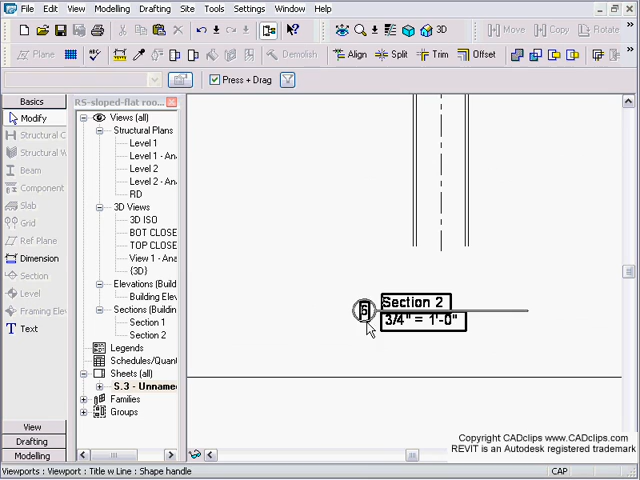 File Edit View Modelling Drafting Site Tools Settings Window Help
3D Move Copy Rotate
Plane Demolish Align Split Trim Offset
Press + Drag
Basics
Modify
Structural C
Structural W
Beam
Component
Slab
Grid
Ref Plane
Dimension
Section
Level
Framing Ele
Text
View
Drafting
Modelling
RS-sloped-flat roo...
Views (all)
Structural Plans
Level 1
Level 1 - Ana
Level 2
Level 2 - Ana
RD
3D Views
3D ISO
BOT CLOSE
TOP CLOSE
View 1 - Ana
{3D}
Elevations (Build
Building Elev
Sections (Building
Section 1
Section 2
Legends
Schedules/Quant
Sheets (all)
S.3 - Unname
Families
Groups
Section 2
3/4" = 1'-0"
Copyright CADclips www.CADclips.com
REVIT is an Autodesk registered trademark
Viewports : Viewport : Title w Line : Shape handle
CAP